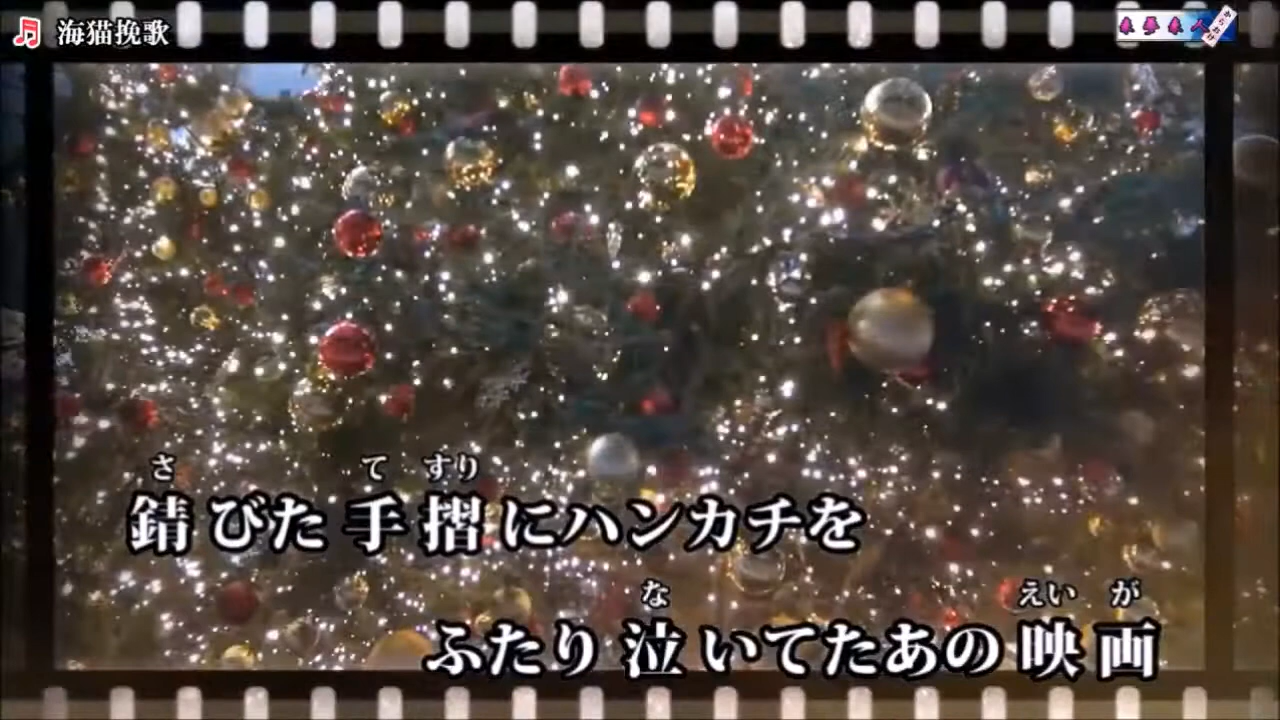 海猫挽歌
さ て すり
錆びた手摺にハンカチを
な えい が
ふたり泣いてたあの映画